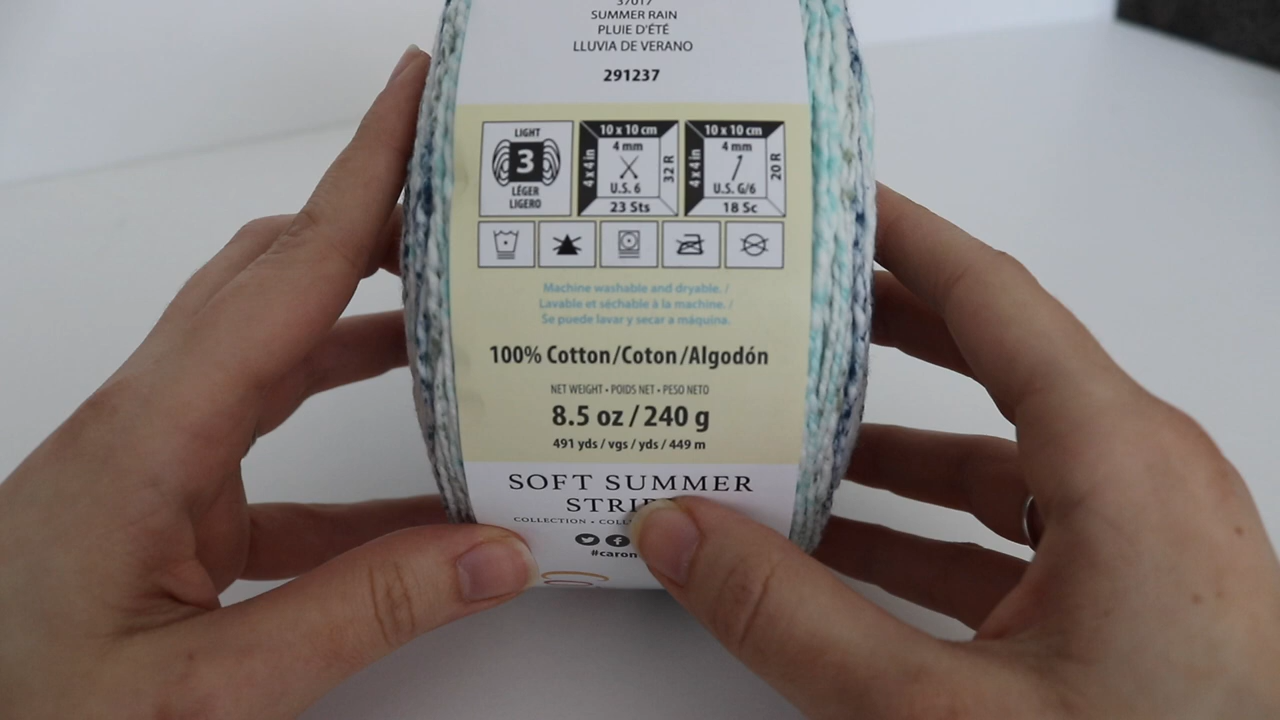 37017
SUMMER RAIN
PLUIE D'ÉTÉ
LLUVIA DE VERANO
291237
LIGHT
3
LÉGER
LIGERO
10 x 10 cm
4 x 4 in
4 mm
U.S. 6
32 R
23 Sts
10 x 10 cm
4 x 4 in
4 mm
U.S. G/6
20 R
18 Sc
Machine washable and dryable. /
Lavable et séchable à la machine. /
Se puede lavar y secar a máquina.
100% Cotton/Coton/Algodón
NET WEIGHT • POIDS NET • PESO NETO
8.5 oz / 240 g
491 yds / vgs / yds / 449 m
SOFT SUMMER
COLLECTION •
#caron